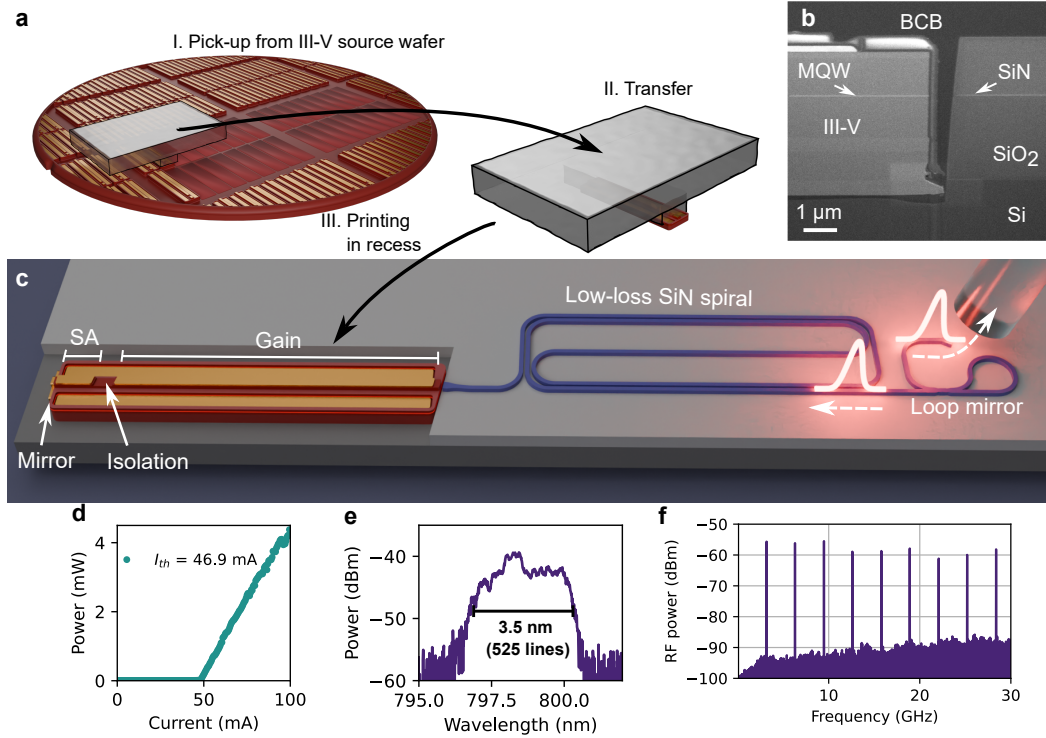 a
I. Pick-up from III-V source wafer
II. Transfer
III. Printing
in recess
b
BCB
MQW
SiN
III-V
SiO2
Si
1 μm
c
SA
Gain
Low-loss SiN spiral
Loop mirror
Mirror
Isolation
d
Power (mW)
4
2
0
I_th = 46.9 mA
0
50
100
Current (mA)
e
Power (dBm)
−40
−50
−60
3.5 nm
(525 lines)
795.0
797.5
800.0
Wavelength (nm)
f
RF power (dBm)
−50
−60
−70
−80
−90
−100
10
20
30
Frequency (GHz)